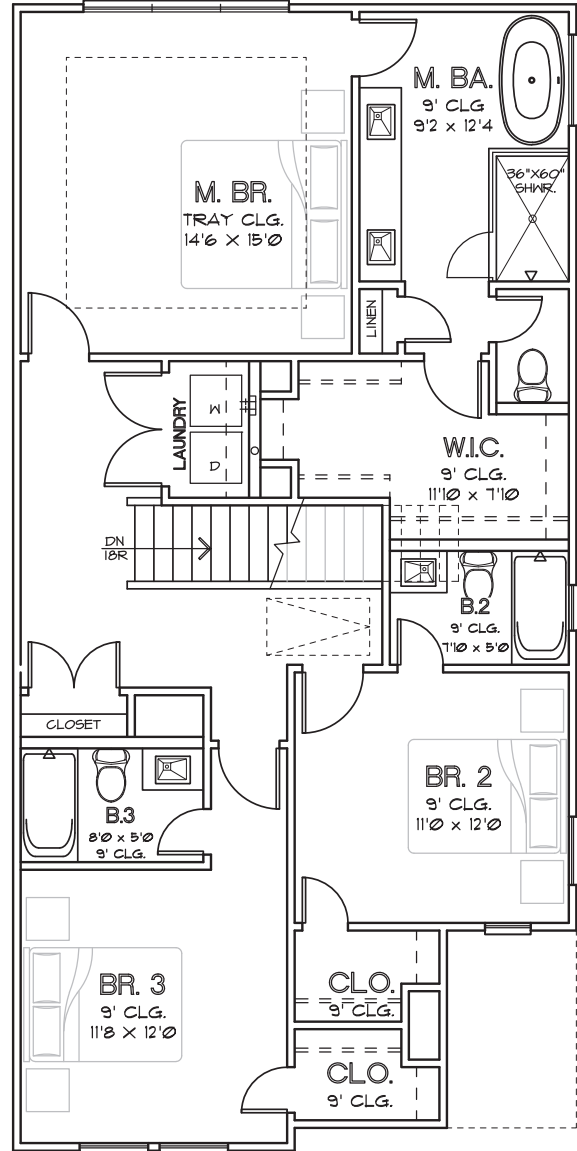 M. BA.
9' CLG
9'2 x 12'4
36"X60"
SHWR.
M. BR.
TRAY CLG.
14'6 X 15'0
LINEN
LAUNDRY
W
D
W.I.C.
9' CLG.
11'10 x 7'10
DN
18R
B.2
9' CLG.
7'10 x 5'0
CLOSET
BR. 2
9' CLG.
11'0 X 12'0
B.3
8'0 x 5'0
9' CLG.
BR. 3
9' CLG.
11'8 X 12'0
CLO.
9' CLG.
CLO.
9' CLG.